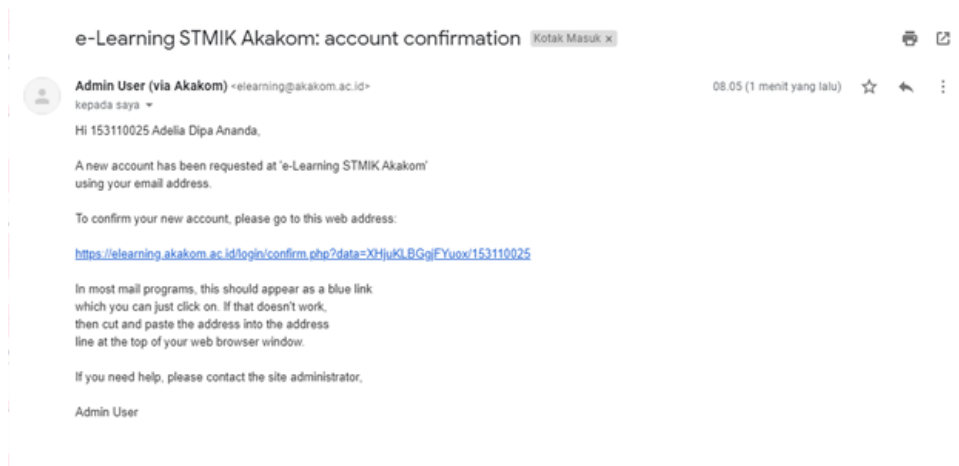 e-Learning STMIK Akakom: account confirmation Kotak Masuk x
Admin User (via Akakom) <elearning@akakom.ac.id> 08.05 (1 menit yang lalu)
kepada saya
Hi 153110025 Adelia Dipa Ananda,
A new account has been requested at 'e-Learning STMIK Akakom'
using your email address.
To confirm your new account, please go to this web address:
https://elearning.akakom.ac.id/login/confirm.php?data=XHjuKLBGgjFYuox/153110025
In most mail programs, this should appear as a blue link
which you can just click on. If that doesn't work,
then cut and paste the address into the address
line at the top of your web browser window.
If you need help, please contact the site administrator,
Admin User